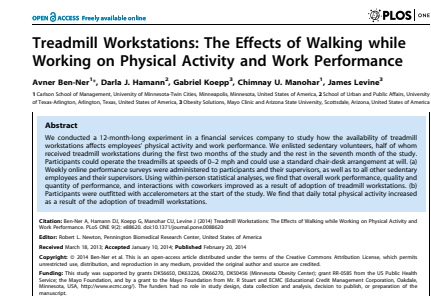 OPEN ACCESS Freely available online
PLOS ONE
Treadmill Workstations: The Effects of Walking while
Working on Physical Activity and Work Performance
Avner Ben-Ner1*, Darla J. Hamann2, Gabriel Koepp3, Chimnay U. Manohar1, James Levine3
1 Carlson School of Management, University of Minnesota-Twin Cities, Minneapolis, Minnesota, United States of America, 2 School of Urban and Public Affairs, University
of Texas-Arlington, Arlington, Texas, United States of America, 3 Obesity Solutions, Mayo Clinic and Arizona State University, Scottsdale, Arizona, United States of America
Abstract
We conducted a 12-month-long experiment in a financial services company to study how the availability of treadmill
workstations affects employees' physical activity and work performance. We enlisted sedentary volunteers, half of whom
received treadmill workstations during the first two months of the study and the rest in the seventh month of the study.
Participants could operate the treadmills at speeds of 0–2 mph and could use a standard chair-desk arrangement at will. (a)
Weekly online performance surveys were administered to participants and their supervisors, as well as to all other sedentary
employees and their supervisors. Using within-person statistical analyses, we find that overall work performance, quality and
quantity of performance, and interactions with coworkers improved as a result of adoption of treadmill workstations. (b)
Participants were outfitted with accelerometers at the start of the study. We find that daily total physical activity increased
as a result of the adoption of treadmill workstations.
Citation: Ben-Ner A, Hamann DJ, Koepp G, Manohar CU, Levine J (2014) Treadmill Workstations: The Effects of Walking while Working on Physical Activity and
Work Performance. PLoS ONE 9(2): e88620. doi:10.1371/journal.pone.0088620
Editor: Robert L. Newton, Pennington Biomedical Research Center, United States of America
Received March 18, 2013; Accepted January 10, 2014; Published February 20, 2014
Copyright: © 2014 Ben-Ner et al. This is an open-access article distributed under the terms of the Creative Commons Attribution License, which permits
unrestricted use, distribution, and reproduction in any medium, provided the original author and source are credited.
Funding: This study was supported by grants DK56650, DK63226, DK66270, DK50456 (Minnesota Obesity Center); grant RR-0585 from the US Public Health
Service; by the Mayo Foundation; and by a grant to the Mayo Foundation from Mr. R Stuart and ECMC (Educational Credit Management Corporation, Oakdale,
Minnesota, USA, http://www.ecmc.org/). The funders had no role in study design, data collection and analysis, decision to publish, or preparation of the
manuscript.